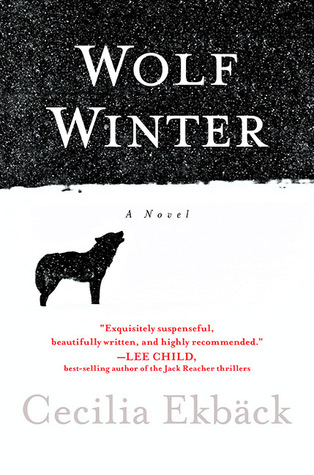 WOLF
WINTER
A Novel
"Exquisitely suspenseful,
beautifully written, and highly recommended."
—LEE CHILD,
best-selling author of the Jack Reacher thrillers
Cecilia Ekbäck